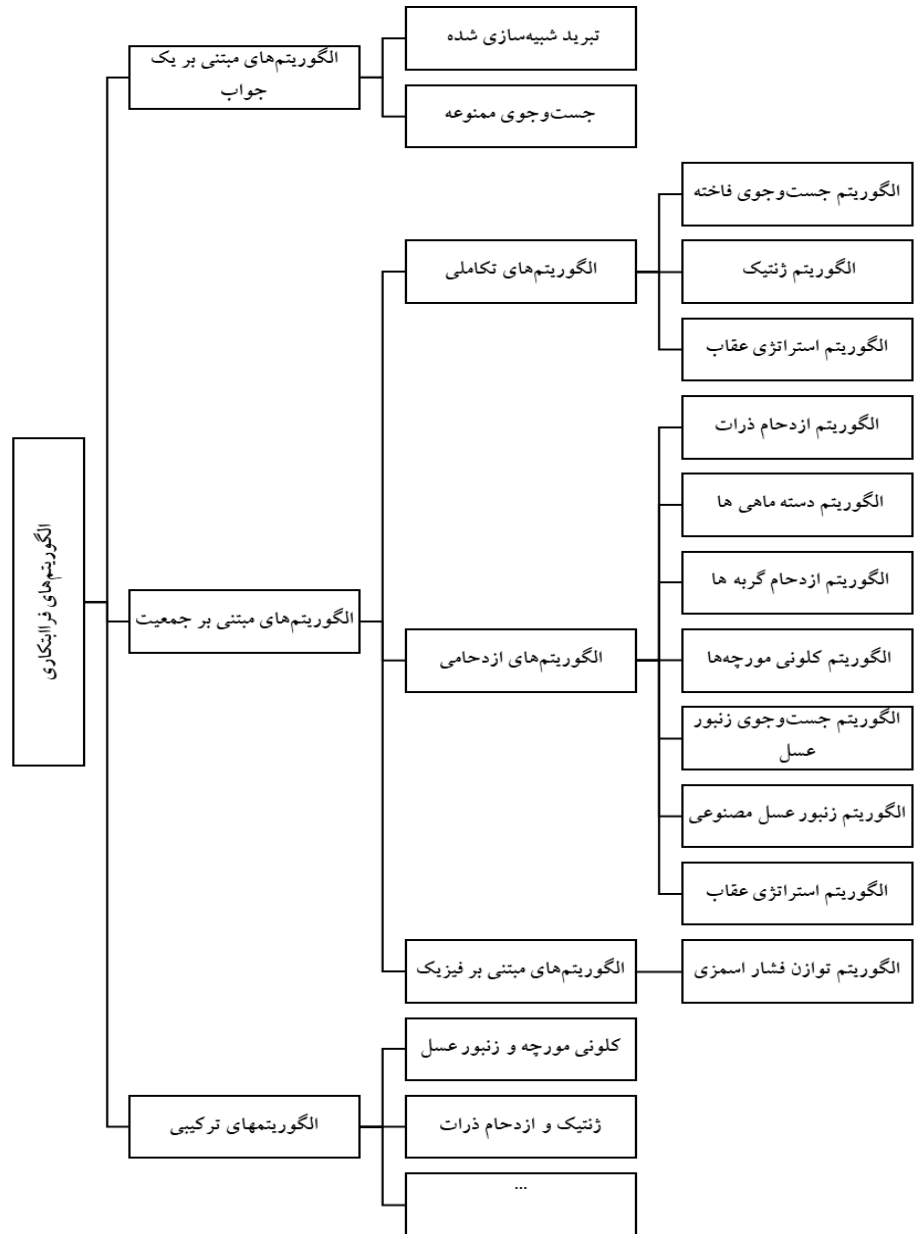 الگوریتم‌های فراابتکاری
الگوریتم‌های مبتنی بر یک
جواب
تبرید شبیه‌سازی شده
جست‌وجوی ممنوعه
الگوریتم‌های مبتنی بر جمعیت
الگوریتم‌های تکاملی
الگوریتم جست‌وجوی فاخته
الگوریتم ژنتیک
الگوریتم استراتژی عقاب
الگوریتم‌های ازدحامی
الگوریتم ازدحام ذرات
الگوریتم دسته ماهی ها
الگوریتم ازدحام گربه ها
الگوریتم کلونی مورچه‌ها
الگوریتم جست‌وجوی زنبور
عسل
الگوریتم زنبور عسل مصنوعی
الگوریتم استراتژی عقاب
الگوریتم‌های مبتنی بر فیزیک
الگوریتم توازن فشار اسمزی
الگوریتمهای ترکیبی
کلونی مورچه و زنبور عسل
ژنتیک و ازدحام ذرات
...